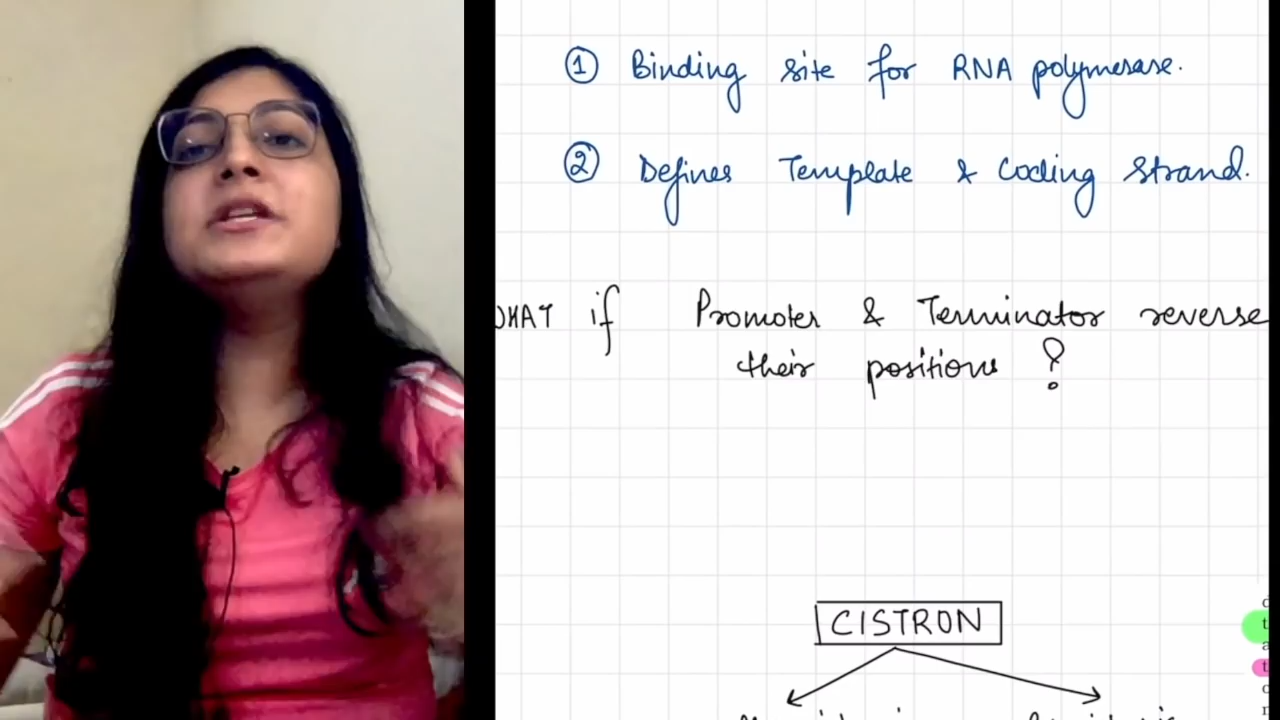 ① Binding site for RNA polymerase.
② Defines Template & Coding Strand.
WHAT if Promoter & Terminator reverse
their positions ?
CISTRON